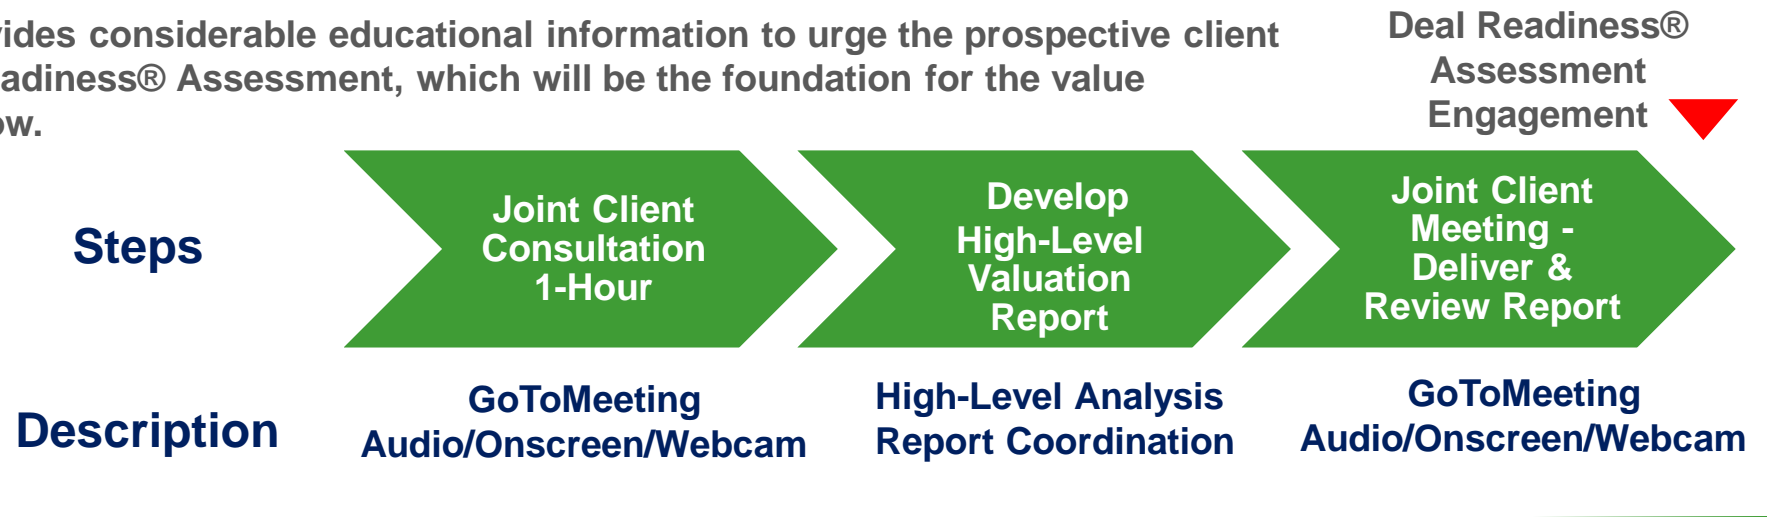 vides considerable educational information to urge the prospective client
adiness® Assessment, which will be the foundation for the value
ow.
Deal Readiness®
Assessment
Engagement
Steps
Joint Client
Consultation
1-Hour
Develop
High-Level
Valuation
Report
Joint Client
Meeting -
Deliver &
Review Report
Description
GoToMeeting
Audio/Onscreen/Webcam
High-Level Analysis
Report Coordination
GoToMeeting
Audio/Onscreen/Webcam